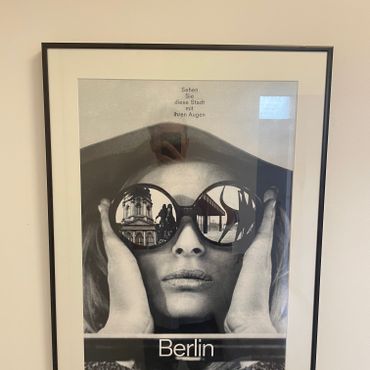 Sehen
Sie
diese Stadt
mit
Ihren Augen
Berlin